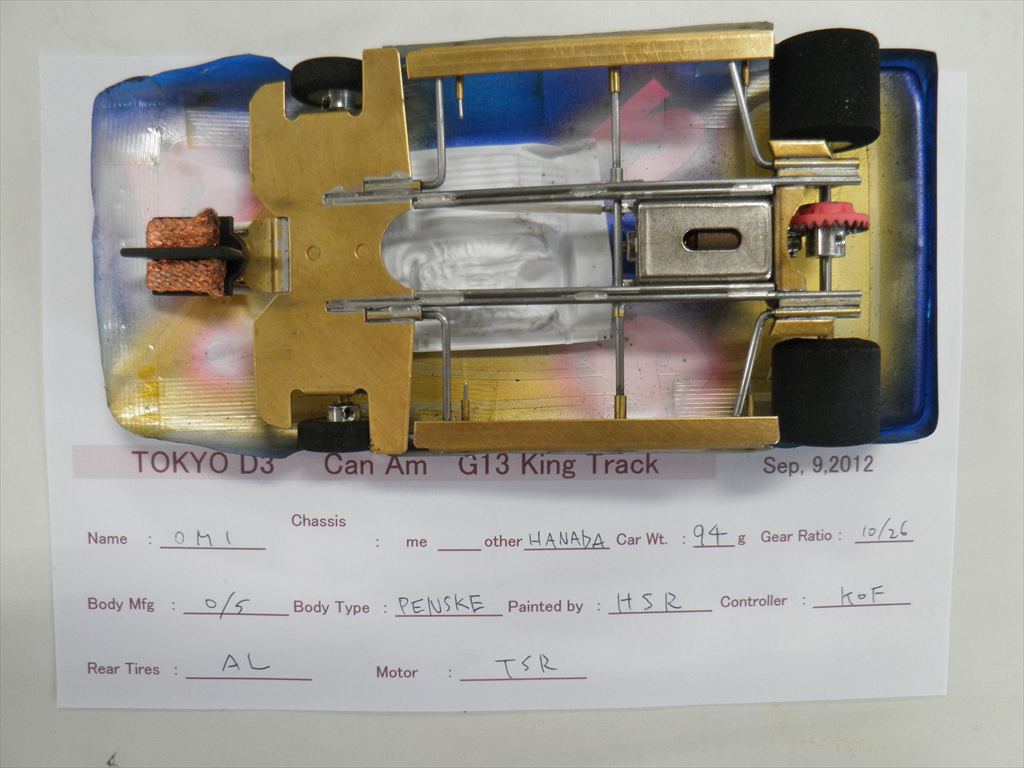 TOKYO D3 Can Am G13 King Track Sep, 9,2012
Name : OMI Chassis : me other HANADA Car Wt. : 94 g Gear Ratio : 10/26
Body Mfg : O/S Body Type : PENSKE Painted by : HSR Controller : KOF
Rear Tires : AL Motor : TSR